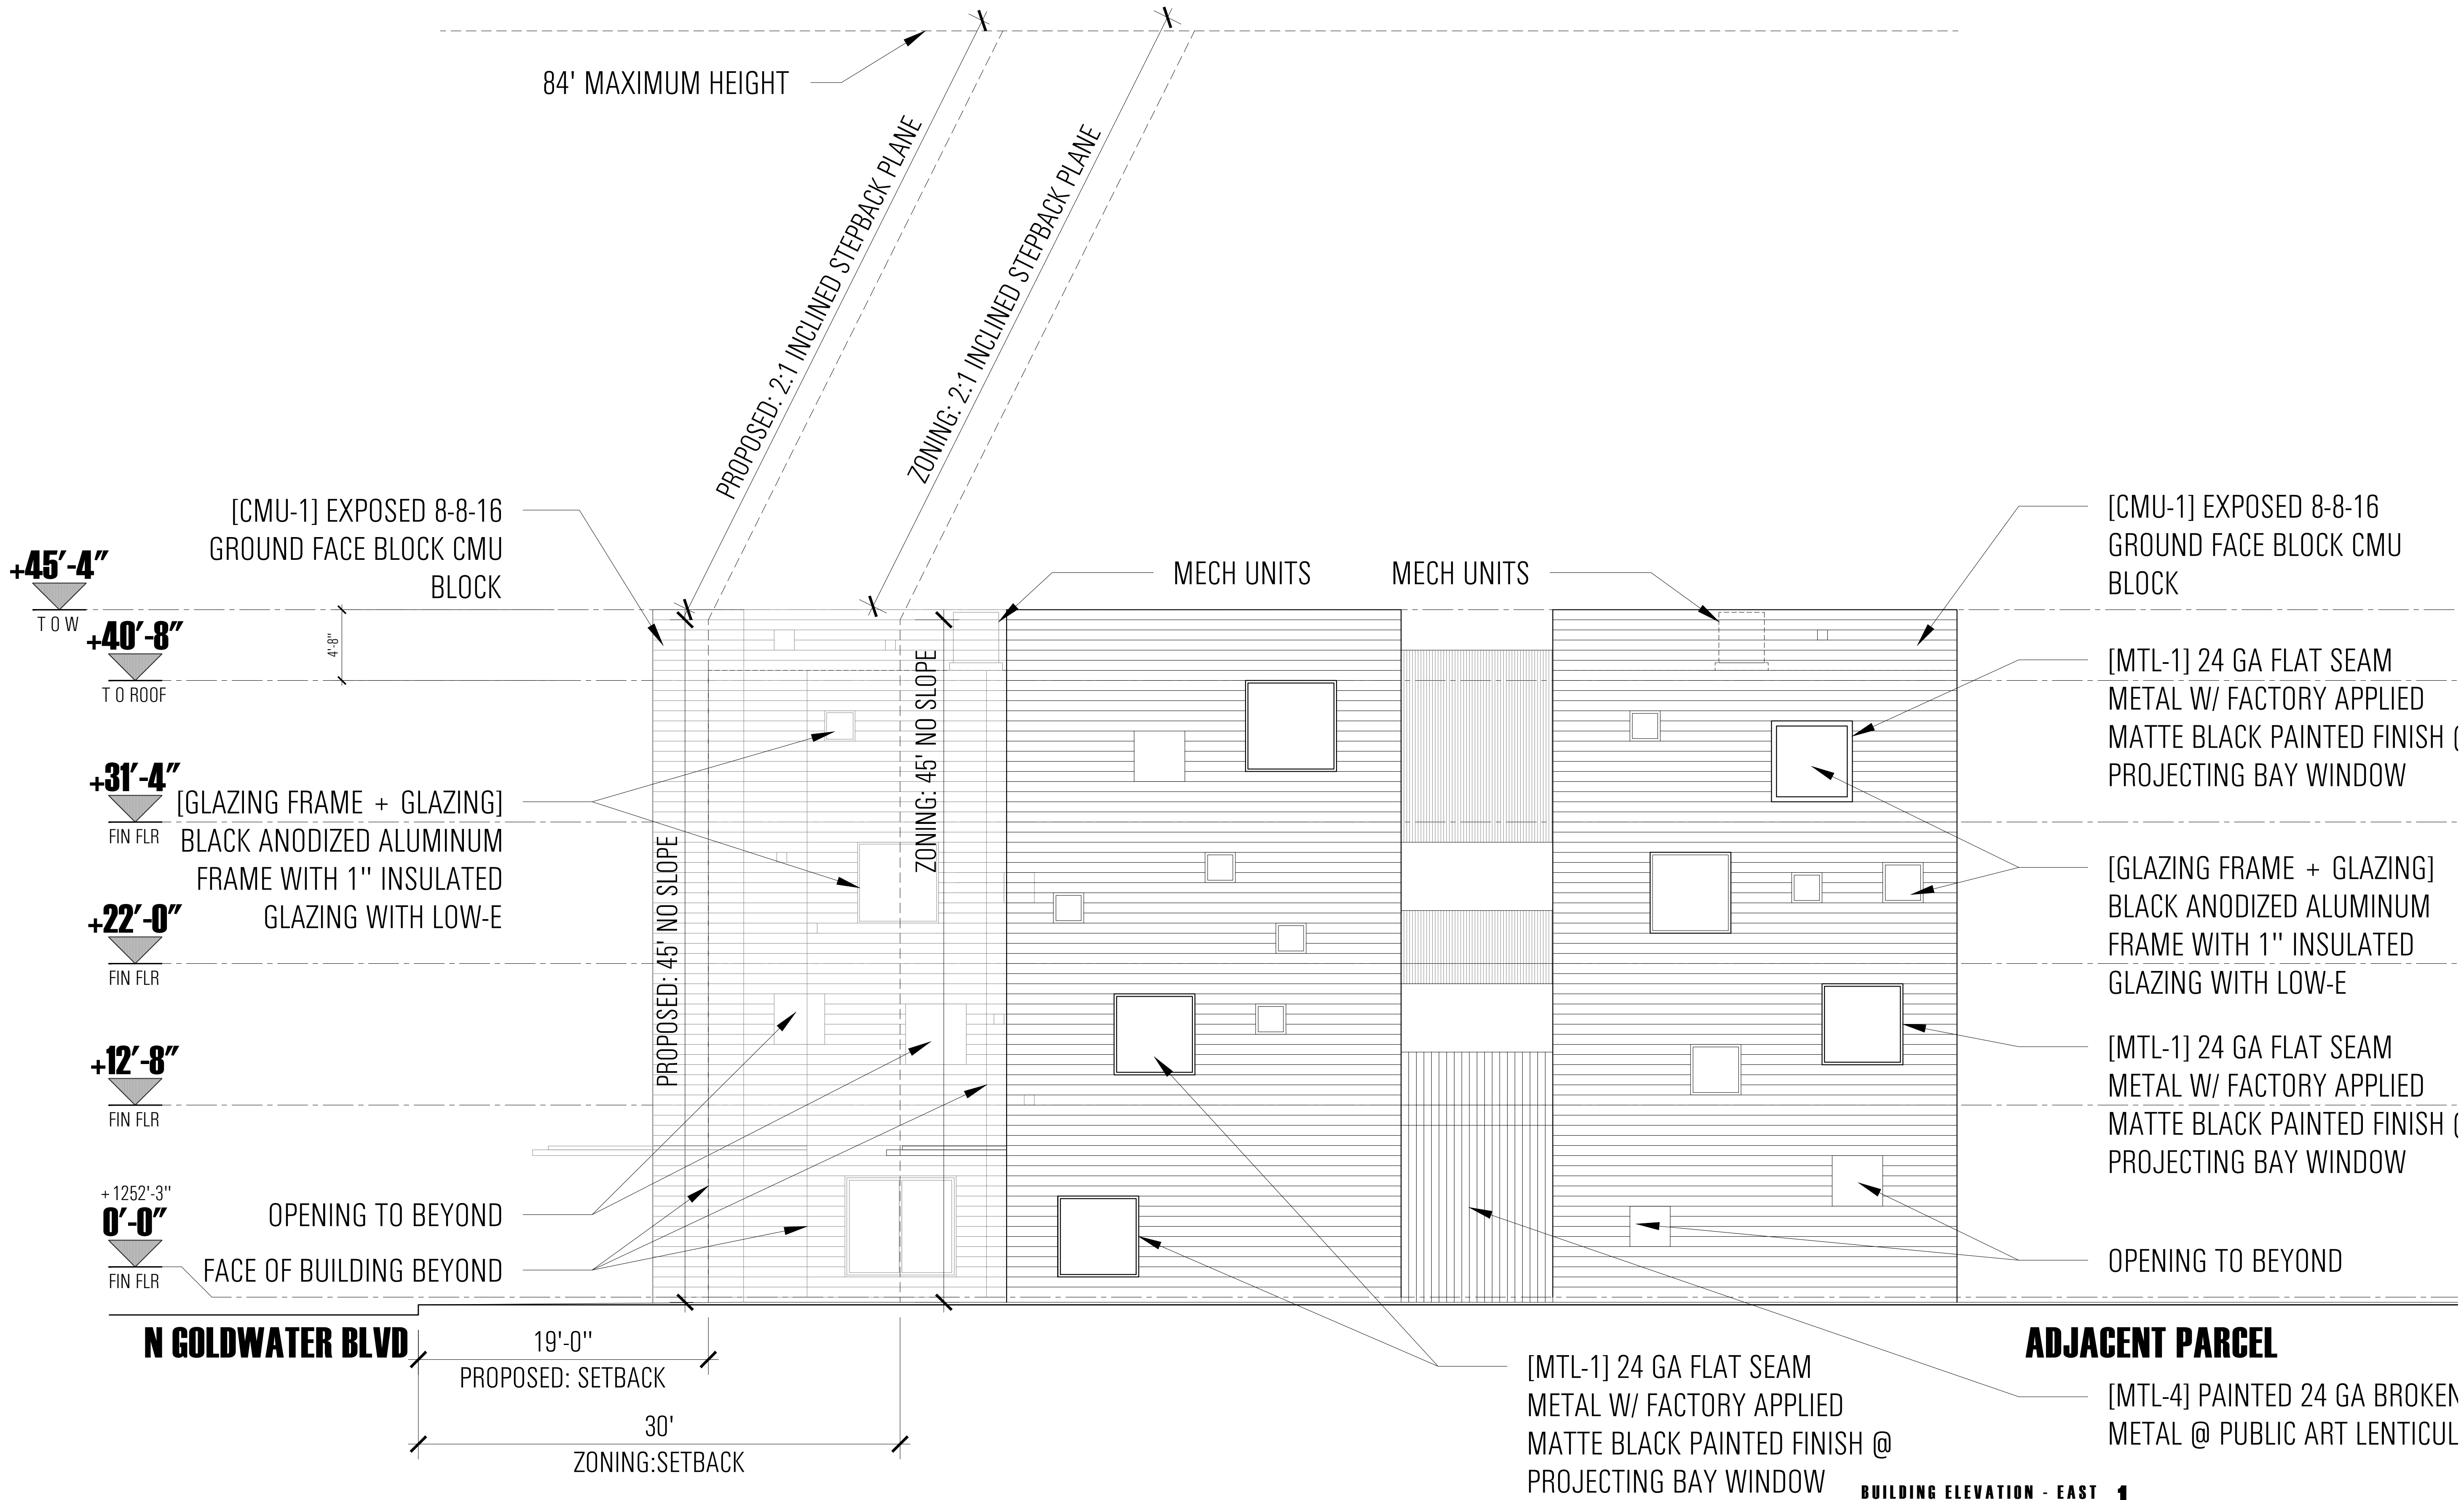 84' MAXIMUM HEIGHT
PROPOSED: 2:1 INCLINED STEPBACK PLANE
ZONING: 2:1 INCLINED STEPBACK PLANE
[CMU-1] EXPOSED 8-8-16
GROUND FACE BLOCK CMU
BLOCK
+45'-4"
T O W
+40'-8"
T O ROOF
4'-8"
+31'-4"
FIN FLR
[GLAZING FRAME + GLAZING]
BLACK ANODIZED ALUMINUM
FRAME WITH 1" INSULATED
GLAZING WITH LOW-E
+22'-0"
FIN FLR
+12'-8"
FIN FLR
+1252'-3"
0'-0"
FIN FLR
OPENING TO BEYOND
FACE OF BUILDING BEYOND
PROPOSED: 45' NO SLOPE
ZONING: 45' NO SLOPE
MECH UNITS
MECH UNITS
[CMU-1] EXPOSED 8-8-16
GROUND FACE BLOCK CMU
BLOCK
[MTL-1] 24 GA FLAT SEAM
METAL W/ FACTORY APPLIED
MATTE BLACK PAINTED FINISH
PROJECTING BAY WINDOW
[GLAZING FRAME + GLAZING]
BLACK ANODIZED ALUMINUM
FRAME WITH 1" INSULATED
GLAZING WITH LOW-E
[MTL-1] 24 GA FLAT SEAM
METAL W/ FACTORY APPLIED
MATTE BLACK PAINTED FINISH
PROJECTING BAY WINDOW
OPENING TO BEYOND
N GOLDWATER BLVD
19'-0"
PROPOSED: SETBACK
30'
ZONING:SETBACK
ADJACENT PARCEL
[MTL-1] 24 GA FLAT SEAM
METAL W/ FACTORY APPLIED
MATTE BLACK PAINTED FINISH @
PROJECTING BAY WINDOW
[MTL-4] PAINTED 24 GA BROKEN
METAL @ PUBLIC ART LENTICUL
BUILDING ELEVATION - EAST 1